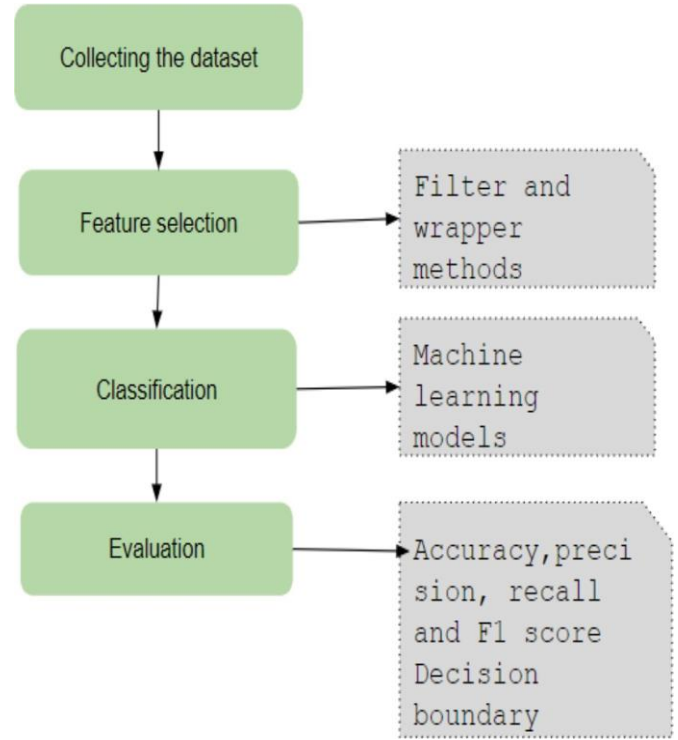 Collecting the dataset
Feature selection
Filter and
wrapper
methods
Classification
Machine
learning
models
Evaluation
Accuracy,preci
sion, recall
and F1 score
Decision
boundary